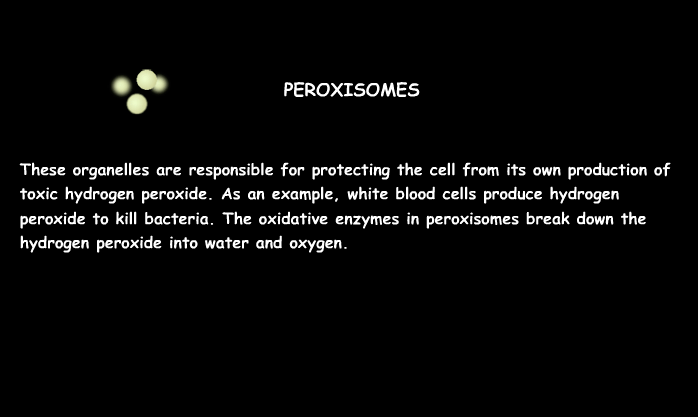 PEROXISOMES
These organelles are responsible for protecting the cell from its own production of
toxic hydrogen peroxide. As an example, white blood cells produce hydrogen
peroxide to kill bacteria. The oxidative enzymes in peroxisomes break down the
hydrogen peroxide into water and oxygen.